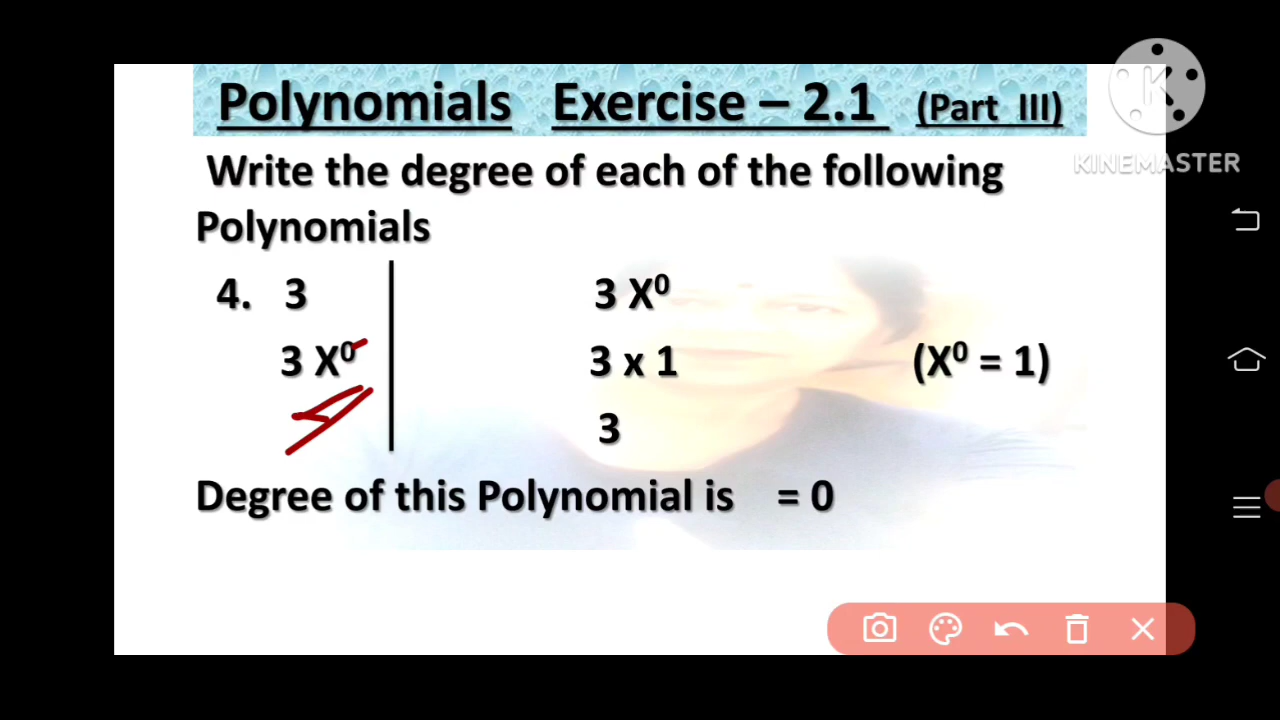 Polynomials Exercise – 2.1 (Part III)
KINEMASTER
Write the degree of each of the following
Polynomials
4. 3 3 X⁰
3 X⁰ 3 x 1 (X⁰ = 1)
3
Degree of this Polynomial is = 0